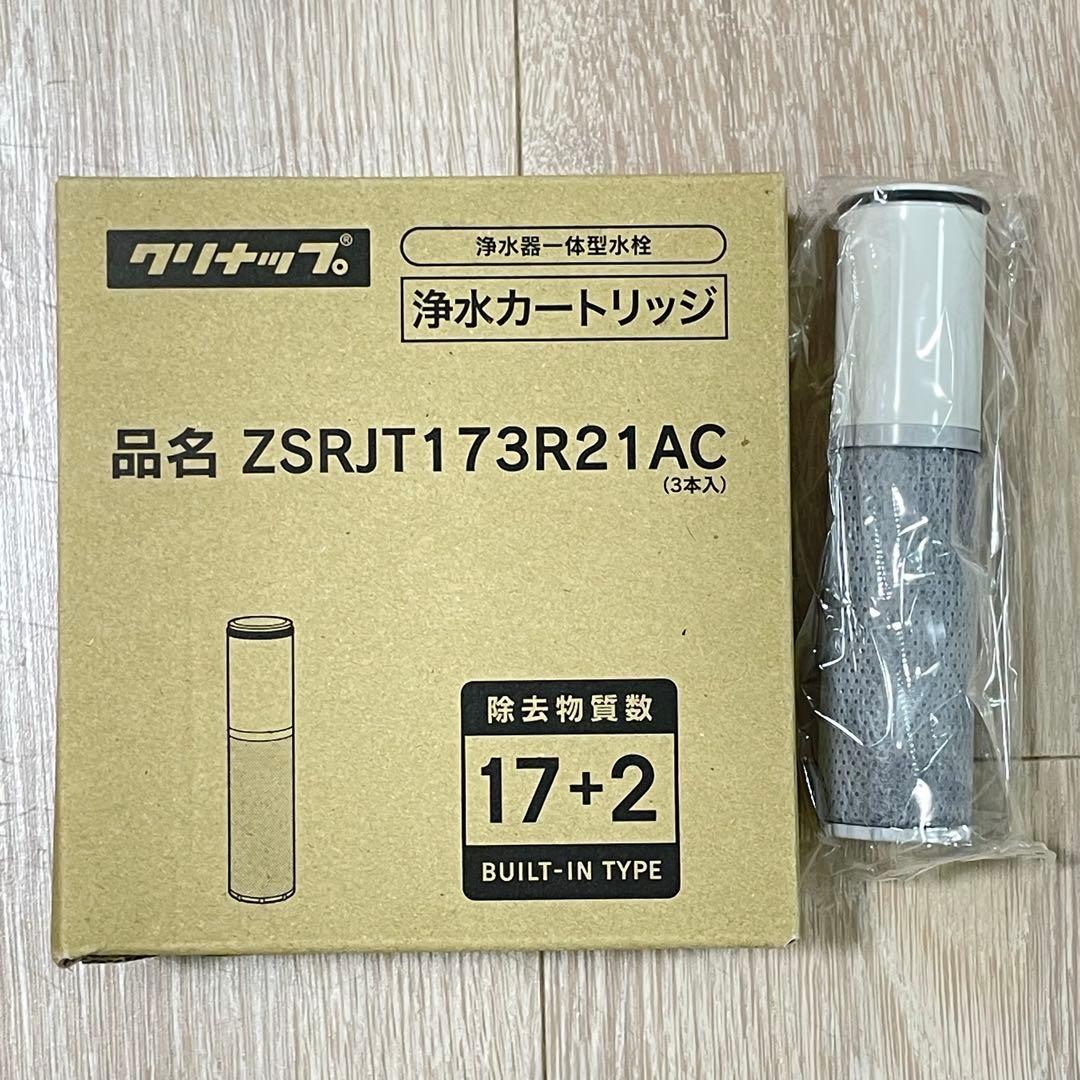 クリナップ®
浄水器一体型水栓
浄水カートリッジ
品名 ZSRJT173R21AC
(3本入)
除去物質数
17+2
BUILT-IN TYPE